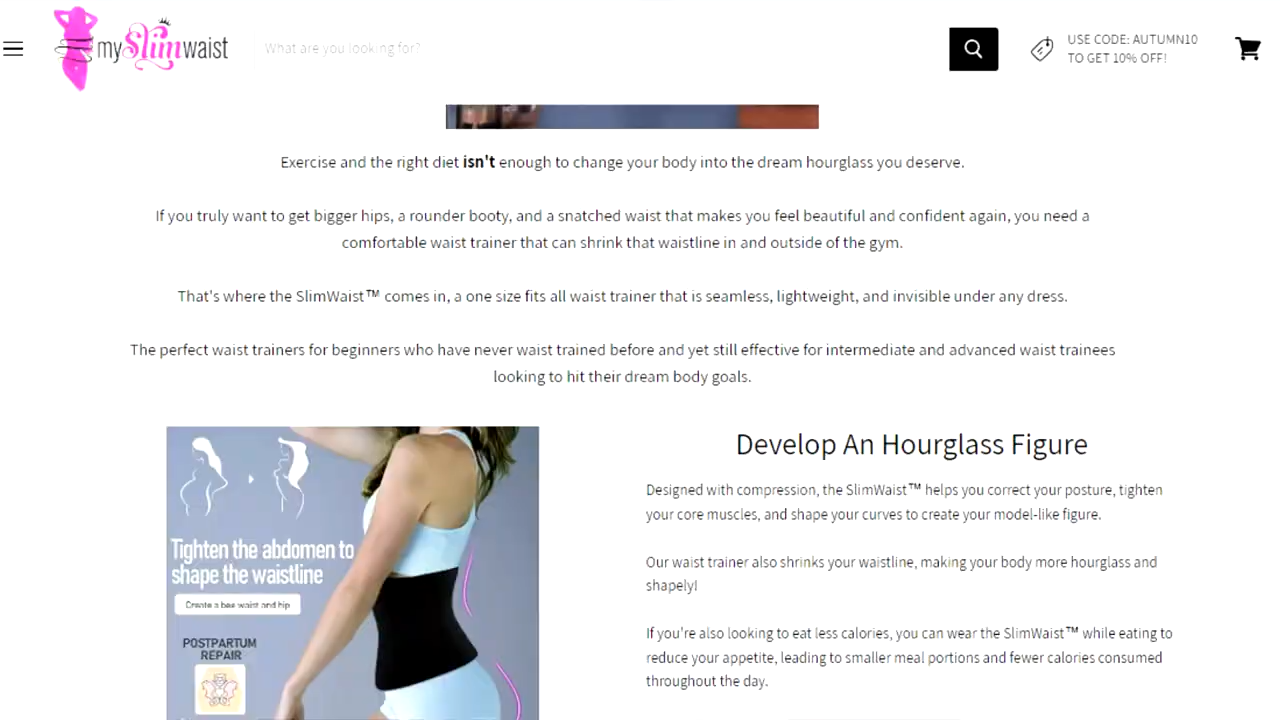 mySlimwaist
What are you looking for?
USE CODE: AUTUMN10
TO GET 10% OFF!
Exercise and the right diet isn't enough to change your body into the dream hourglass you deserve.
If you truly want to get bigger hips, a rounder booty, and a snatched waist that makes you feel beautiful and confident again, you need a
comfortable waist trainer that can shrink that waistline in and outside of the gym.
That's where the SlimWaist™ comes in, a one size fits all waist trainer that is seamless, lightweight, and invisible under any dress.
The perfect waist trainers for beginners who have never waist trained before and yet still effective for intermediate and advanced waist trainees
looking to hit their dream body goals.
Tighten the abdomen to
shape the waistline
Create a bee waist and hip
POSTPARTUM
REPAIR
Develop An Hourglass Figure
Designed with compression, the SlimWaist™ helps you correct your posture, tighten
your core muscles, and shape your curves to create your model-like figure.
Our waist trainer also shrinks your waistline, making your body more hourglass and
shapely!
If you're also looking to eat less calories, you can wear the SlimWaist™ while eating to
reduce your appetite, leading to smaller meal portions and fewer calories consumed
throughout the day.